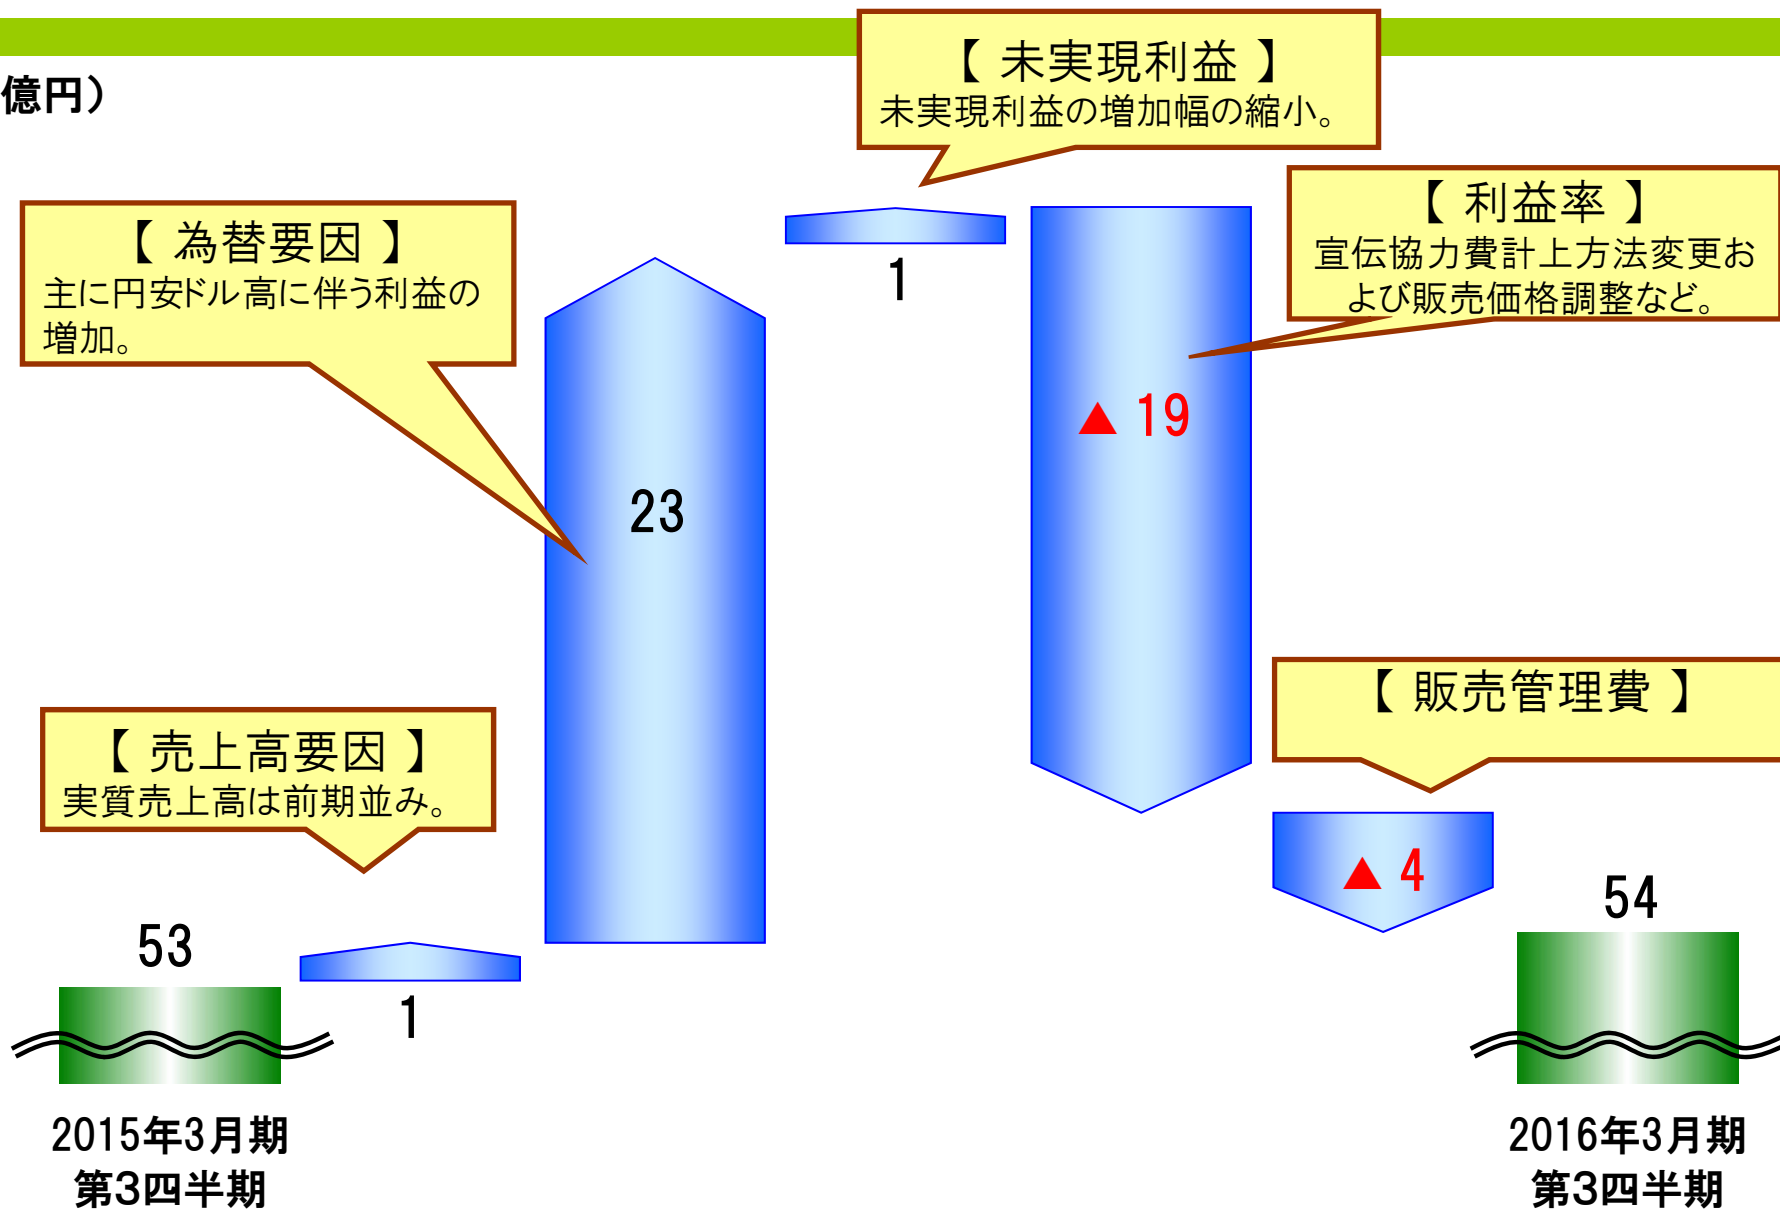 億円）
【 未実現利益 】
未実現利益の増加幅の縮小。
【 為替要因 】
主に円安ドル高に伴う利益の
増加。
1
【 利益率 】
宣伝協力費計上方法変更お
よび販売価格調整など。
▲ 19
23
【 売上高要因 】
実質売上高は前期並み。
【 販売管理費 】
▲ 4
53
1
54
2015年3月期
第3四半期
2016年3月期
第3四半期